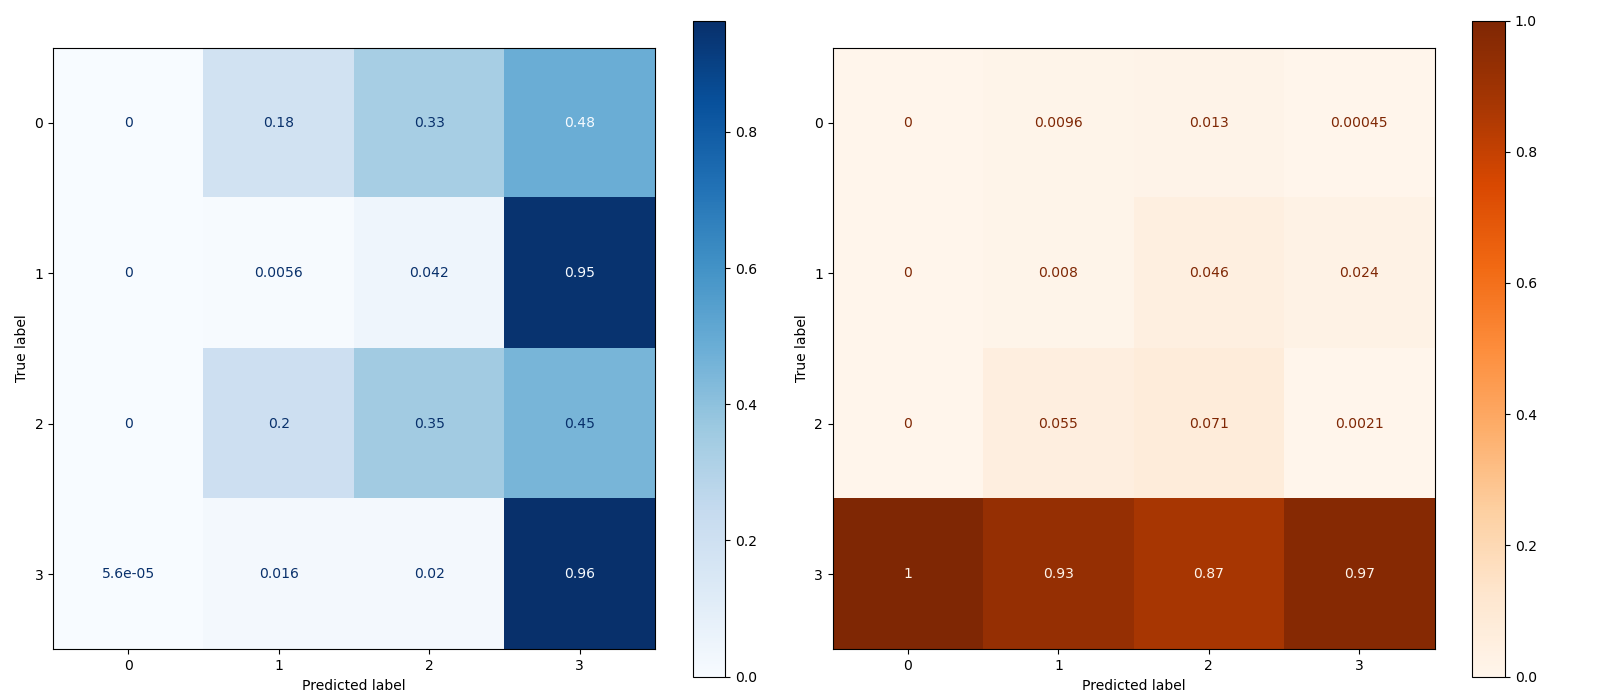 0 0 0.18 0.33 0.48
1 0 0.0056 0.042 0.95
2 0 0.2 0.35 0.45
3 5.6e-05 0.016 0.02 0.96
0 1 2 3
True label
Predicted label
0.8
0.6
0.4
0.2
0.0
0 0 0.0096 0.013 0.00045
1 0 0.008 0.046 0.024
2 0 0.055 0.071 0.0021
3 1 0.93 0.87 0.97
0 1 2 3
True label
Predicted label
1.0
0.8
0.6
0.4
0.2
0.0